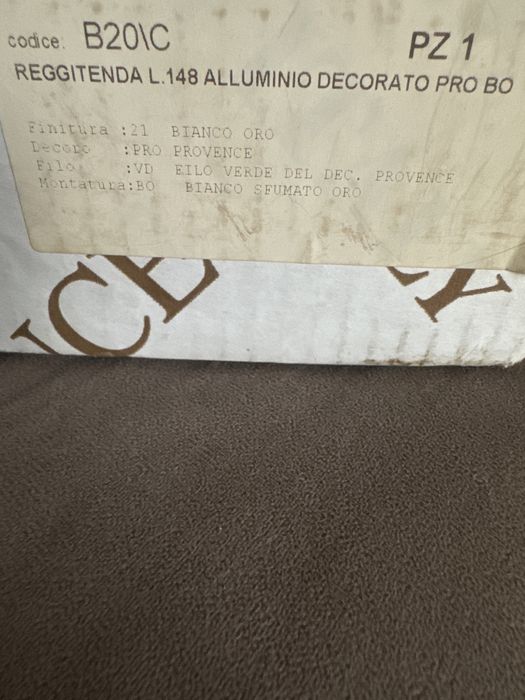 codice: B20\C
PZ 1
REGGITENDA L.148 ALLUMINIO DECORATO PRO BO
Finitura :21 BIANCO ORO
Decoro :PRO PROVENCE
Filo :VD FILO VERDE DEL DEC. PROVENCE
Montatura:BO BIANCO SFUMATO ORO